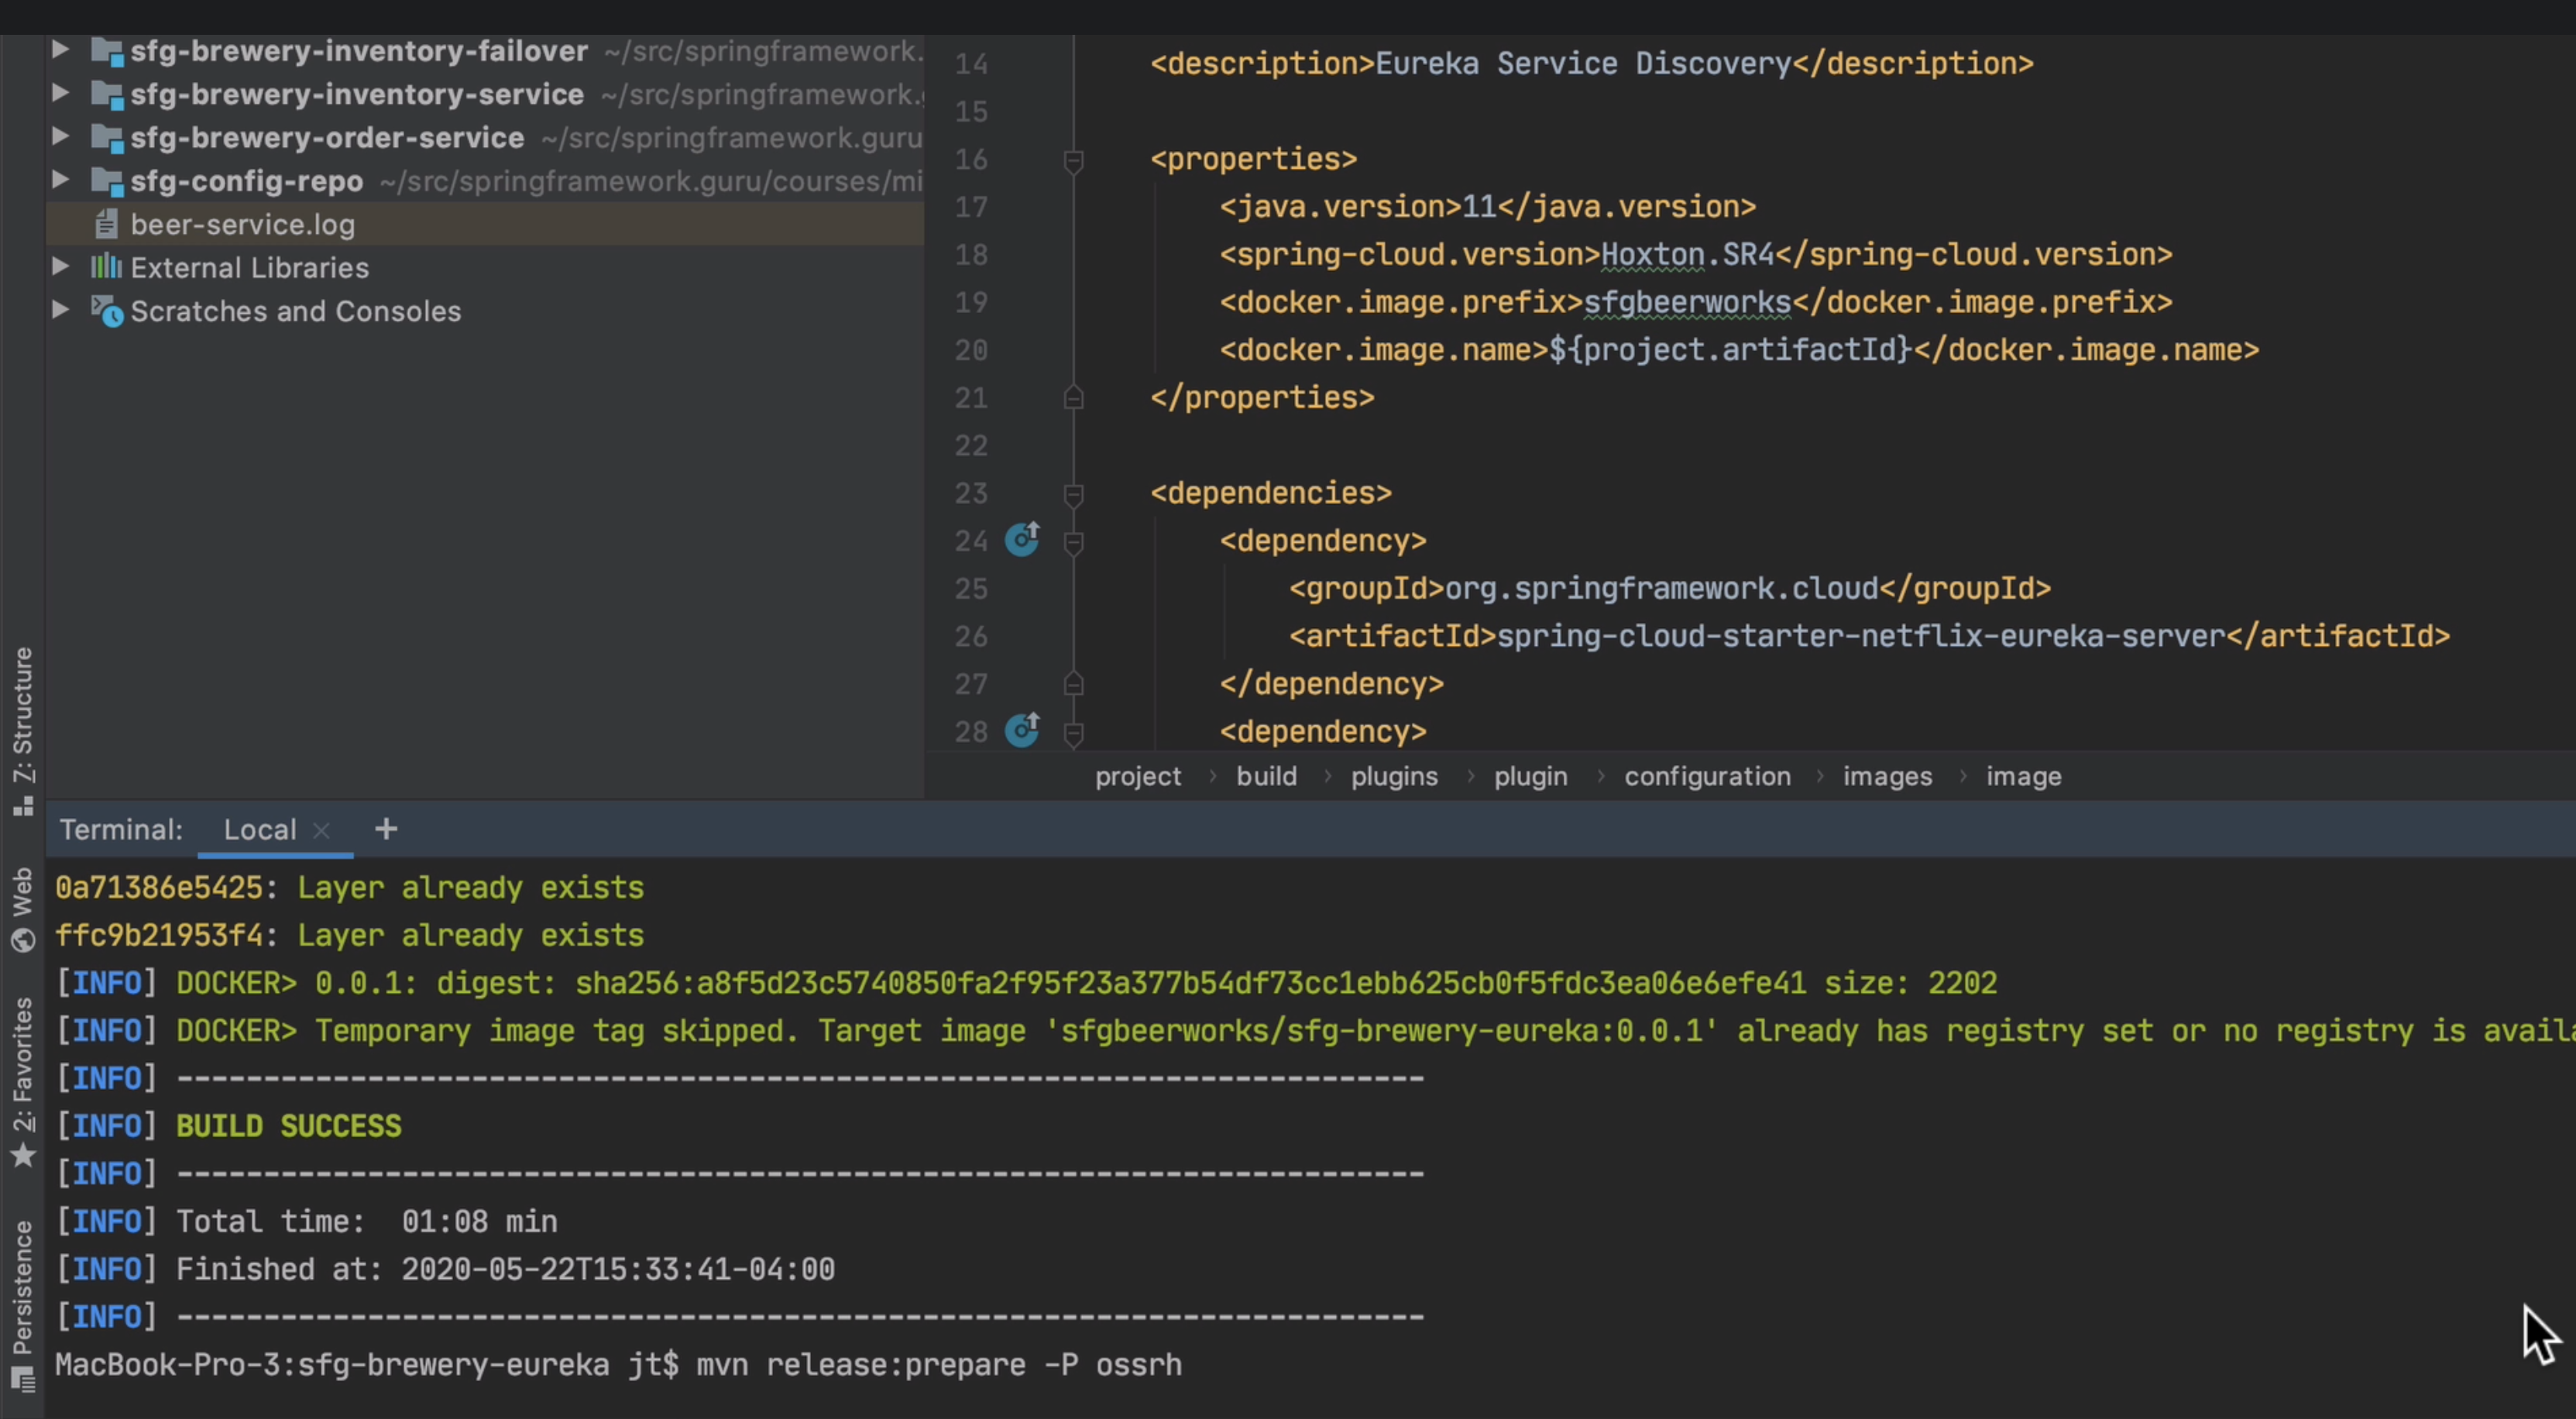 sfg-brewery-inventory-failover ~/src/springframework.
sfg-brewery-inventory-service ~/src/springframework.
sfg-brewery-order-service ~/src/springframework.guru
sfg-config-repo ~/src/springframework.guru/courses/mi
beer-service.log
External Libraries
Scratches and Consoles
14 <description>Eureka Service Discovery</description>
15
16 <properties>
17 <java.version>11</java.version>
18 <spring-cloud.version>Hoxton.SR4</spring-cloud.version>
19 <docker.image.prefix>sfgbeerworks</docker.image.prefix>
20 <docker.image.name>${project.artifactId}</docker.image.name>
21 </properties>
22
23 <dependencies>
24 <dependency>
25 <groupId>org.springframework.cloud</groupId>
26 <artifactId>spring-cloud-starter-netflix-eureka-server</artifactId>
27 </dependency>
28 <dependency>
project > build > plugins > plugin > configuration > images > image
Z: Structure
Web
2: Favorites
Persistence
Terminal: Local × +
0a71386e5425: Layer already exists
ffc9b21953f4: Layer already exists
[INFO] DOCKER> 0.0.1: digest: sha256:a8f5d23c5740850fa2f95f23a377b54df73cc1ebb625cb0f5fdc3ea06e6efe41 size: 2202
[INFO] DOCKER> Temporary image tag skipped. Target image 'sfgbeerworks/sfg-brewery-eureka:0.0.1' already has registry set or no registry is availa
[INFO] ------------------------------------------------------------------------
[INFO] BUILD SUCCESS
[INFO] ------------------------------------------------------------------------
[INFO] Total time:  01:08 min
[INFO] Finished at: 2020-05-22T15:33:41-04:00
[INFO] ------------------------------------------------------------------------
MacBook-Pro-3:sfg-brewery-eureka jt$ mvn release:prepare -P ossrh